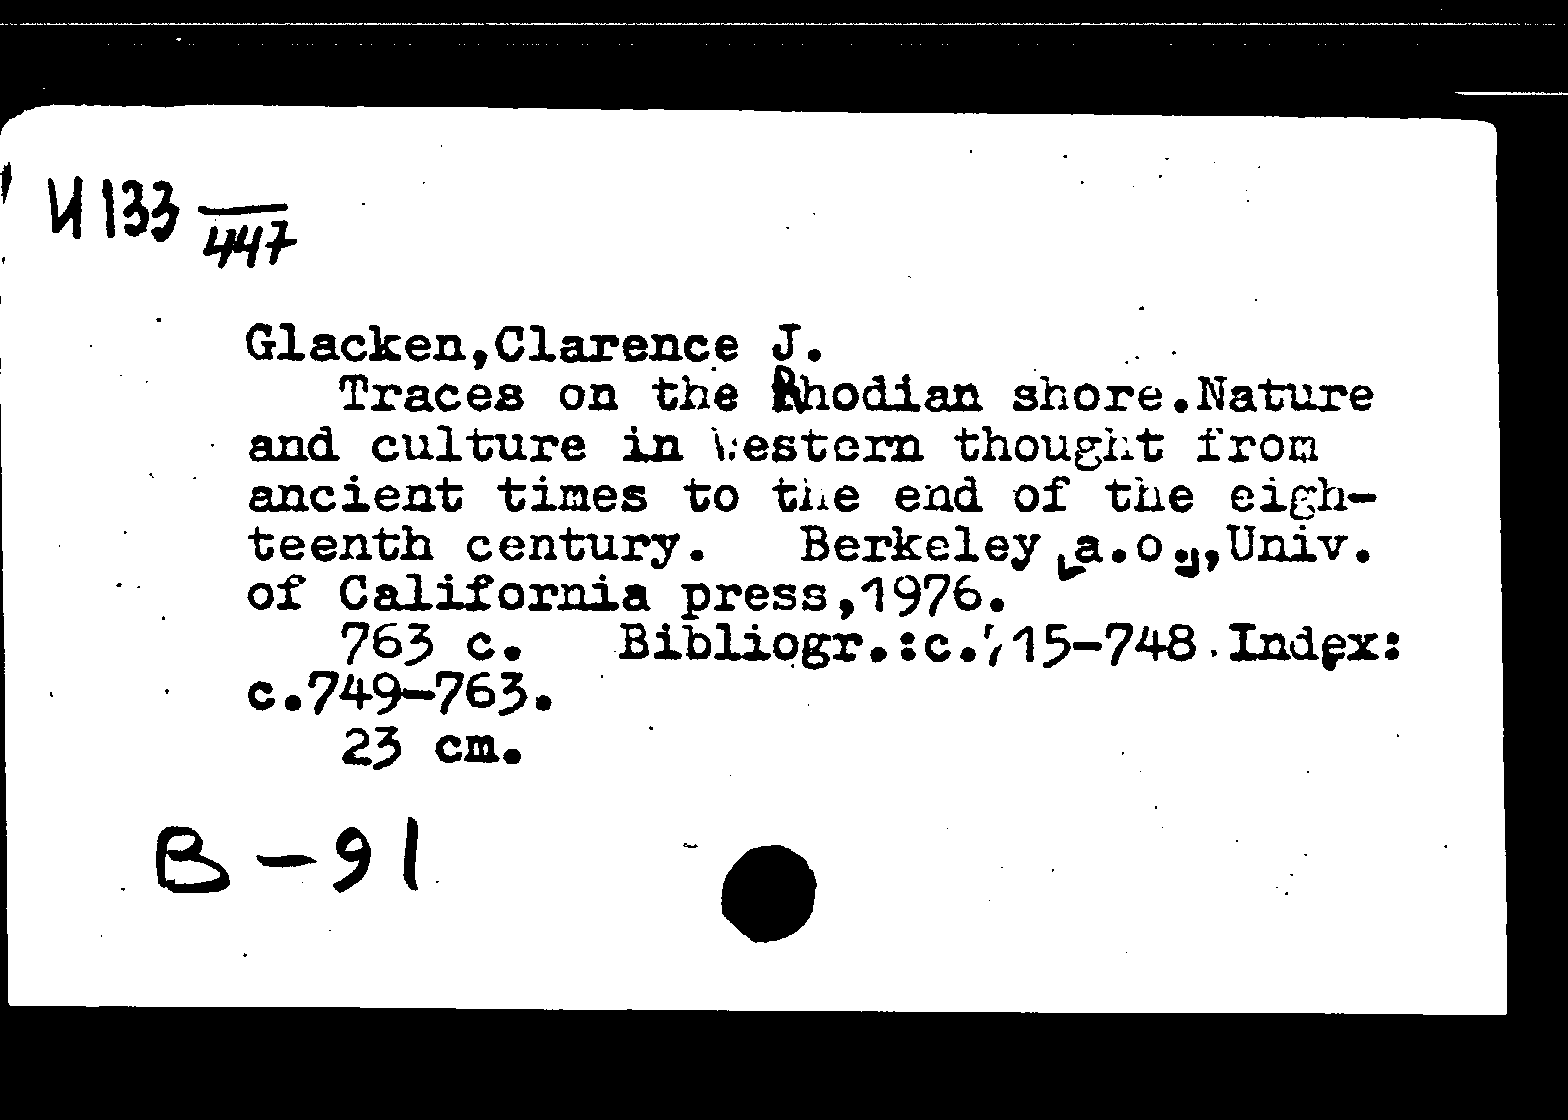 И 133
447
Glacken,Clarence J.
Traces on the Rhodian shore.Nature
and culture in Western thought from
ancient times to the end of the eigh-
teenth century. Berkeley [a.o.],Univ.
of California press,1976.
763 c. Bibliogr.:c.715-748.Index:
c.749-763.
23 cm.
B-91